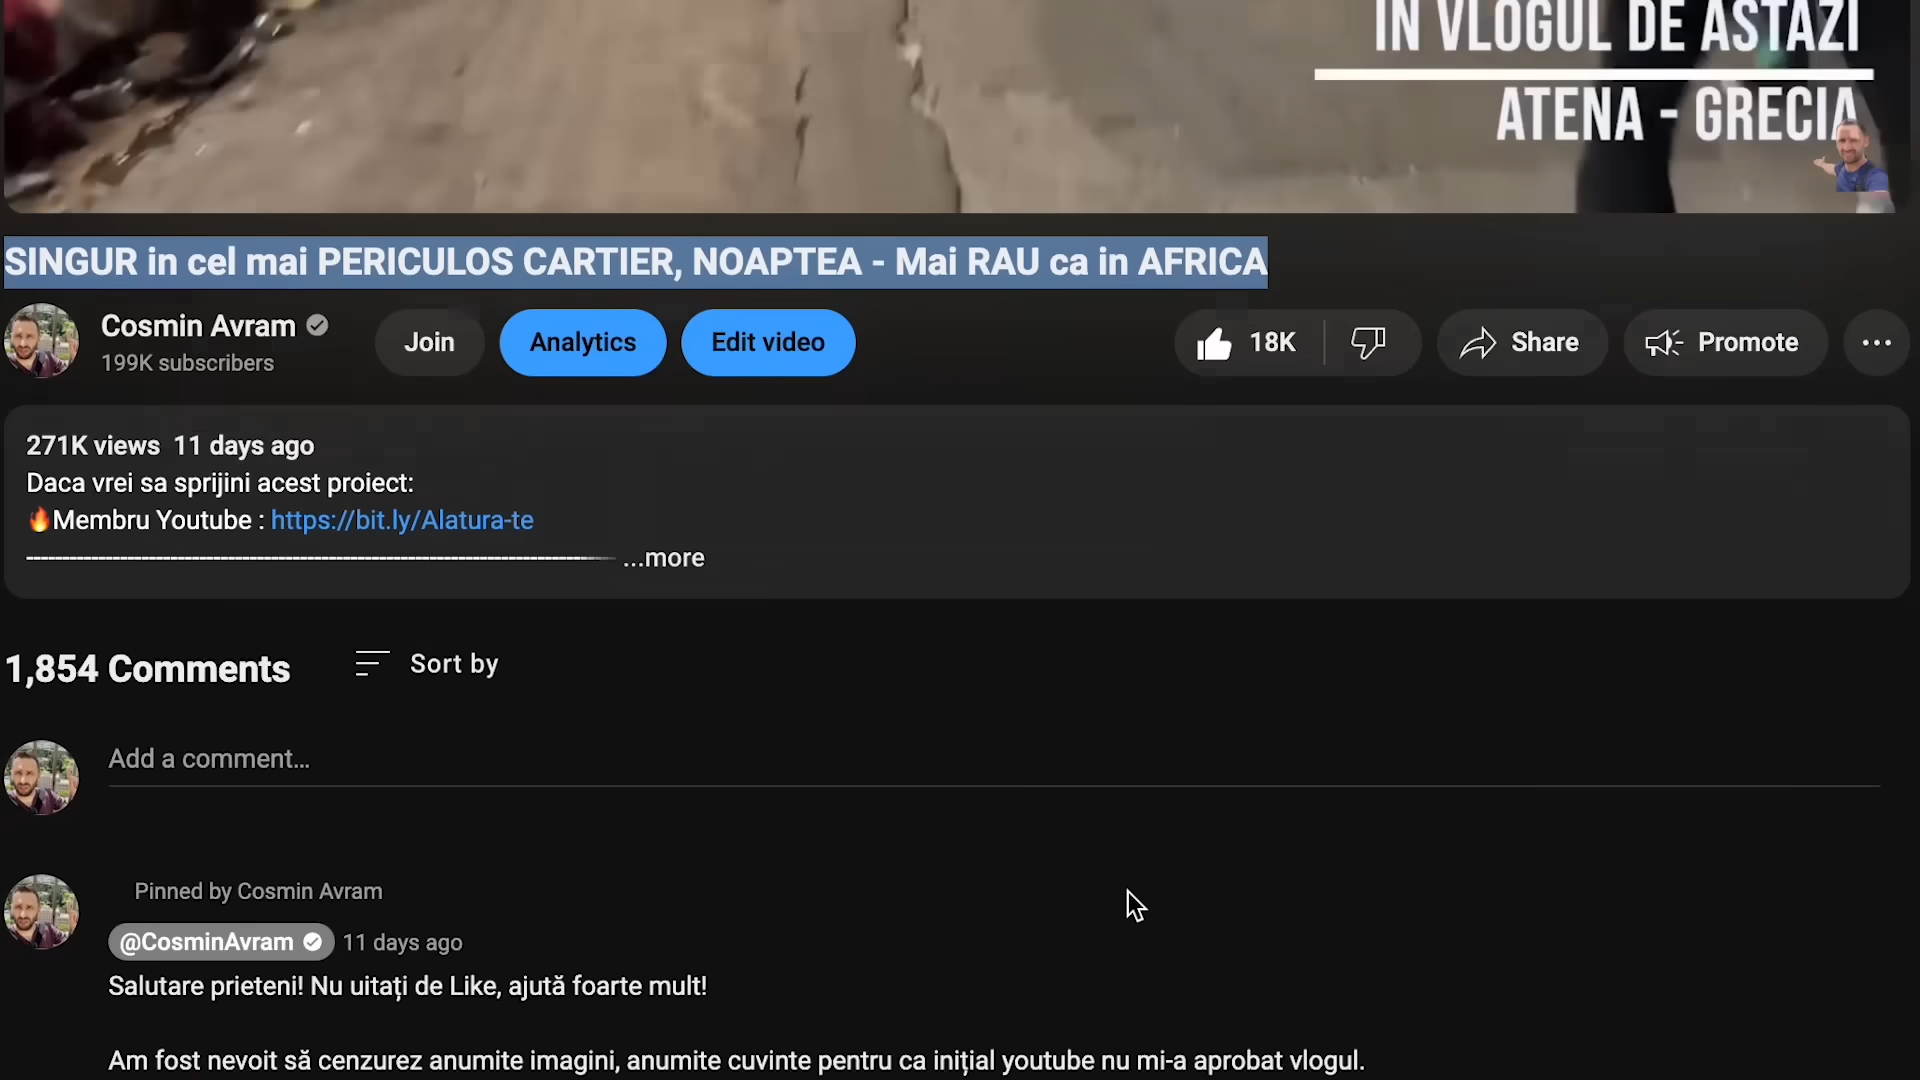 IN VLOGUL DE ASTAZI
ATENA - GRECIA
SINGUR in cel mai PERICULOS CARTIER, NOAPTEA - Mai RAU ca in AFRICA
Cosmin Avram
199K subscribers
Join
Analytics
Edit video
18K
Share
Promote
271K views 11 days ago
Daca vrei sa sprijini acest proiect:
🔥Membru Youtube : https://bit.ly/Alatura-te
...more
1,854 Comments
Sort by
Add a comment...
Pinned by Cosmin Avram
@CosminAvram 11 days ago
Salutare prieteni! Nu uitați de Like, ajută foarte mult!
Am fost nevoit să cenzurez anumite imagini, anumite cuvinte pentru ca inițial youtube nu mi-a aprobat vlogul.